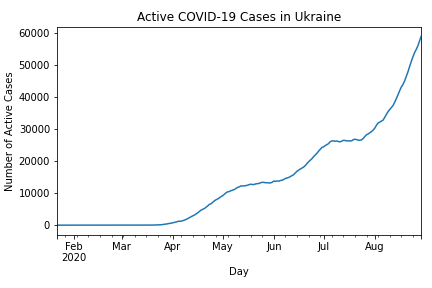 Active COVID-19 Cases in Ukraine
60000
50000
40000
30000
20000
10000
0
Number of Active Cases
Feb Mar Apr May Jun Jul Aug
2020
Day